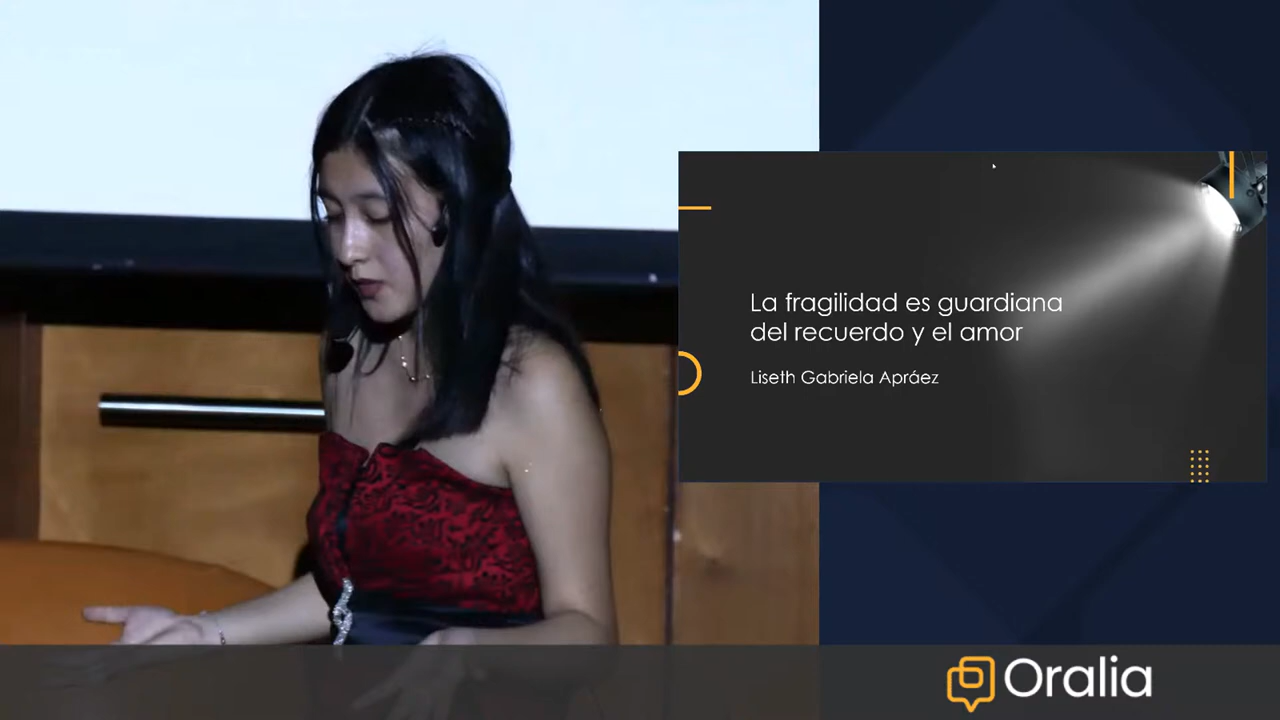 La fragilidad es guardiana
del recuerdo y el amor
Liseth Gabriela Apráez
Oralia